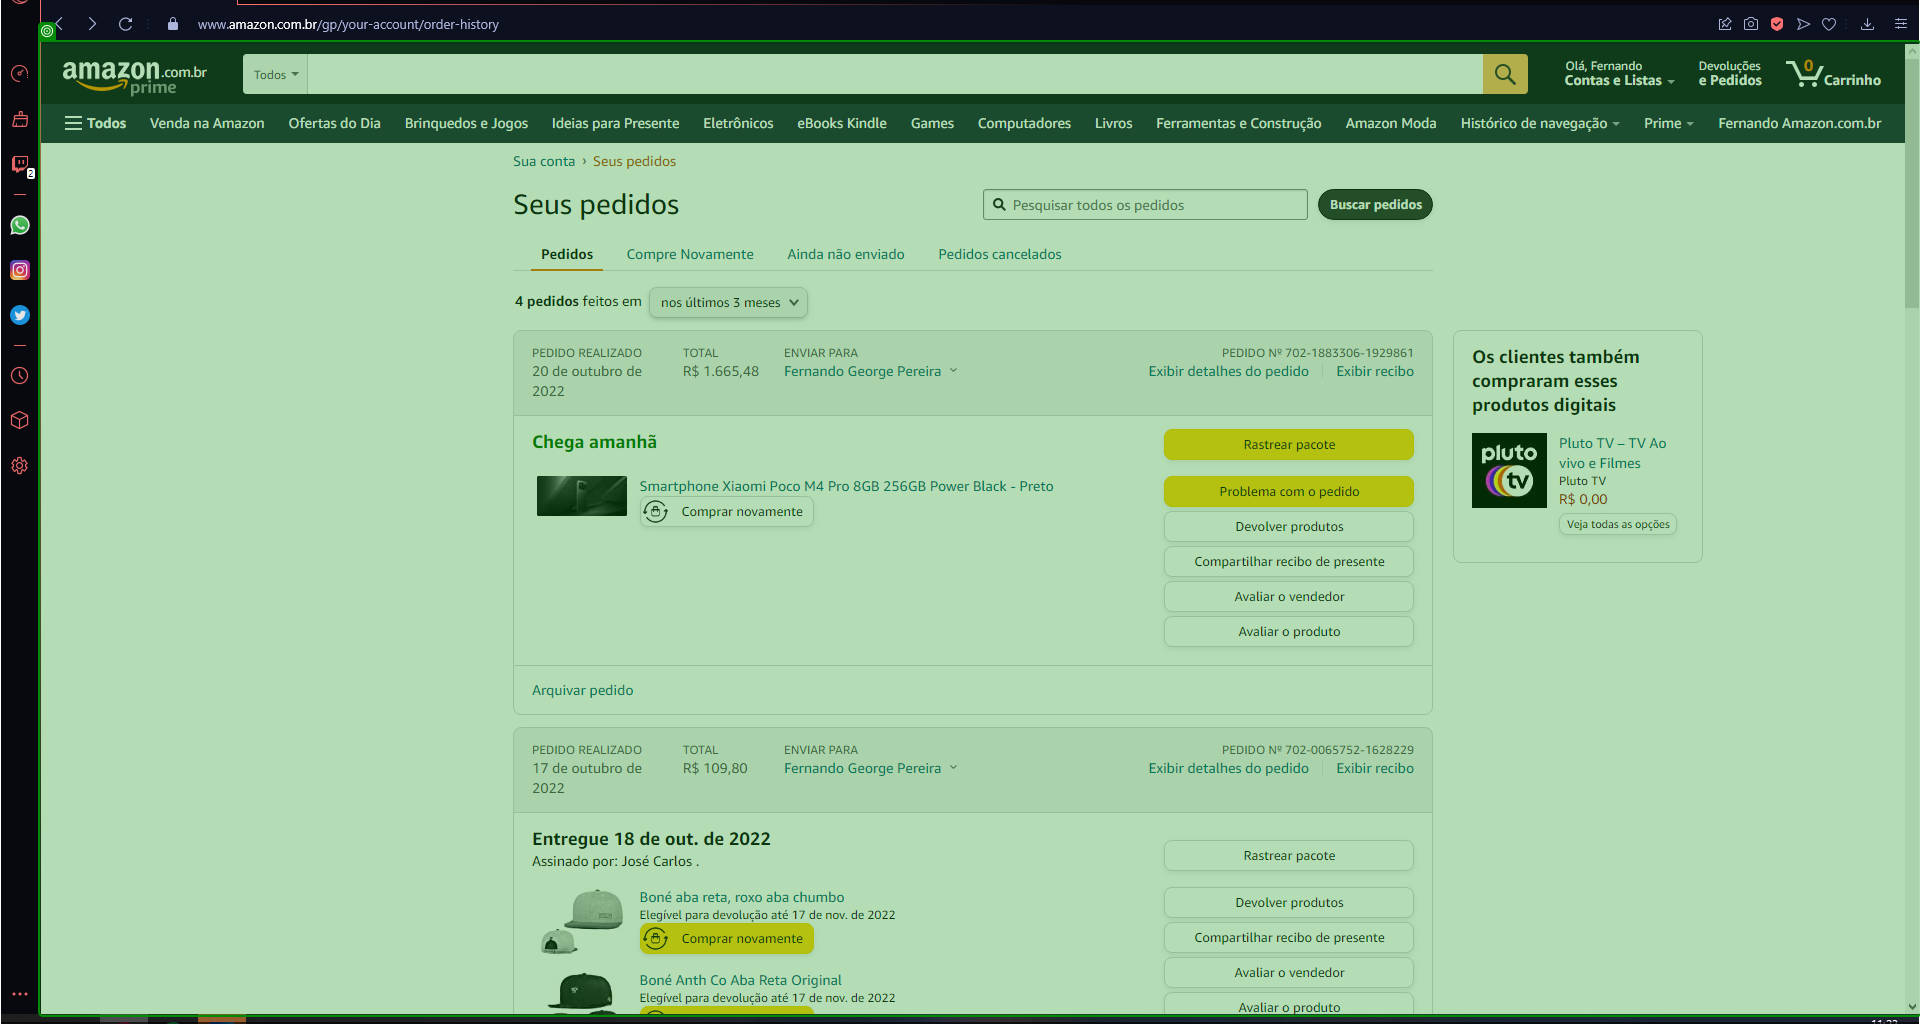 www.amazon.com.br/gp/your-account/order-history
2
amazon.com.br
prime
Todos
Olá, Fernando
Contas e Listas
Devoluções
e Pedidos
0
Carrinho
Todos
Venda na Amazon
Ofertas do Dia
Brinquedos e Jogos
Ideias para Presente
Eletrônicos
eBooks Kindle
Games
Computadores
Livros
Ferramentas e Construção
Amazon Moda
Histórico de navegação
Prime
Fernando Amazon.com.br
Sua conta › Seus pedidos
Seus pedidos
Pesquisar todos os pedidos
Buscar pedidos
Pedidos
Compre Novamente
Ainda não enviado
Pedidos cancelados
4 pedidos feitos em
nos últimos 3 meses
PEDIDO REALIZADO
20 de outubro de
2022
TOTAL
R$ 1.665,48
ENVIAR PARA
Fernando George Pereira
PEDIDO Nº 702-1883306-1929861
Exibir detalhes do pedido
Exibir recibo
Chega amanhã
Smartphone Xiaomi Poco M4 Pro 8GB 256GB Power Black - Preto
Comprar novamente
Rastrear pacote
Problema com o pedido
Devolver produtos
Compartilhar recibo de presente
Avaliar o vendedor
Avaliar o produto
Arquivar pedido
Os clientes também
compraram esses
produtos digitais
pluto
tv
Pluto TV – TV Ao
vivo e Filmes
Pluto TV
R$ 0,00
Veja todas as opções
PEDIDO REALIZADO
17 de outubro de
2022
TOTAL
R$ 109,80
ENVIAR PARA
Fernando George Pereira
PEDIDO Nº 702-0065752-1628229
Exibir detalhes do pedido
Exibir recibo
Entregue 18 de out. de 2022
Assinado por: José Carlos .
Boné aba reta, roxo aba chumbo
Elegível para devolução até 17 de nov. de 2022
Comprar novamente
Boné Anth Co Aba Reta Original
Elegível para devolução até 17 de nov. de 2022
Rastrear pacote
Devolver produtos
Compartilhar recibo de presente
Avaliar o vendedor
Avaliar o produto